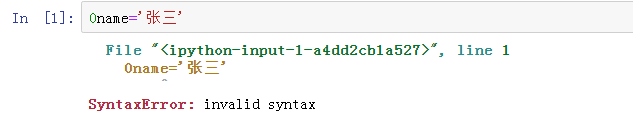 In [1]: 0name='张三'
File "<ipython-input-1-a4dd2cb1a527>", line 1
0name='张三'
^
SyntaxError: invalid syntax